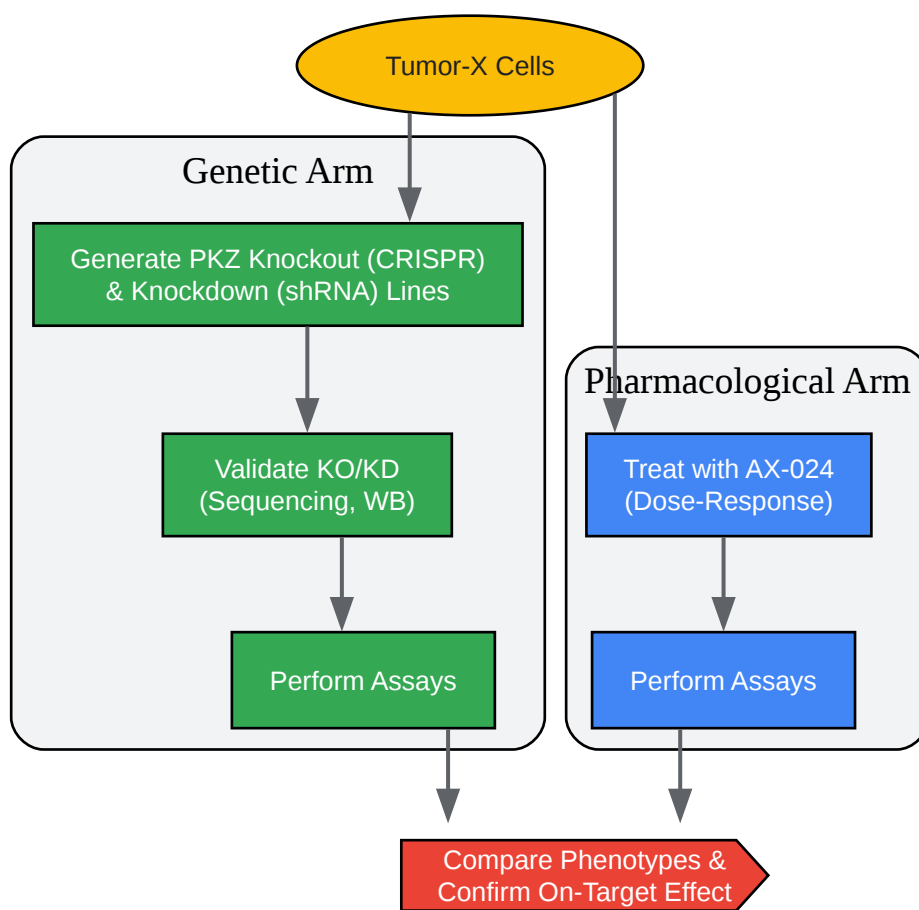 Tumor-X Cells
Genetic Arm
Generate PKZ Knockout (CRISPR)
& Knockdown (shRNA) Lines
Validate KO/KD
(Sequencing, WB)
Perform Assays
Pharmacological Arm
Treat with AX-024
(Dose-Response)
Perform Assays
Compare Phenotypes &
Confirm On-Target Effect